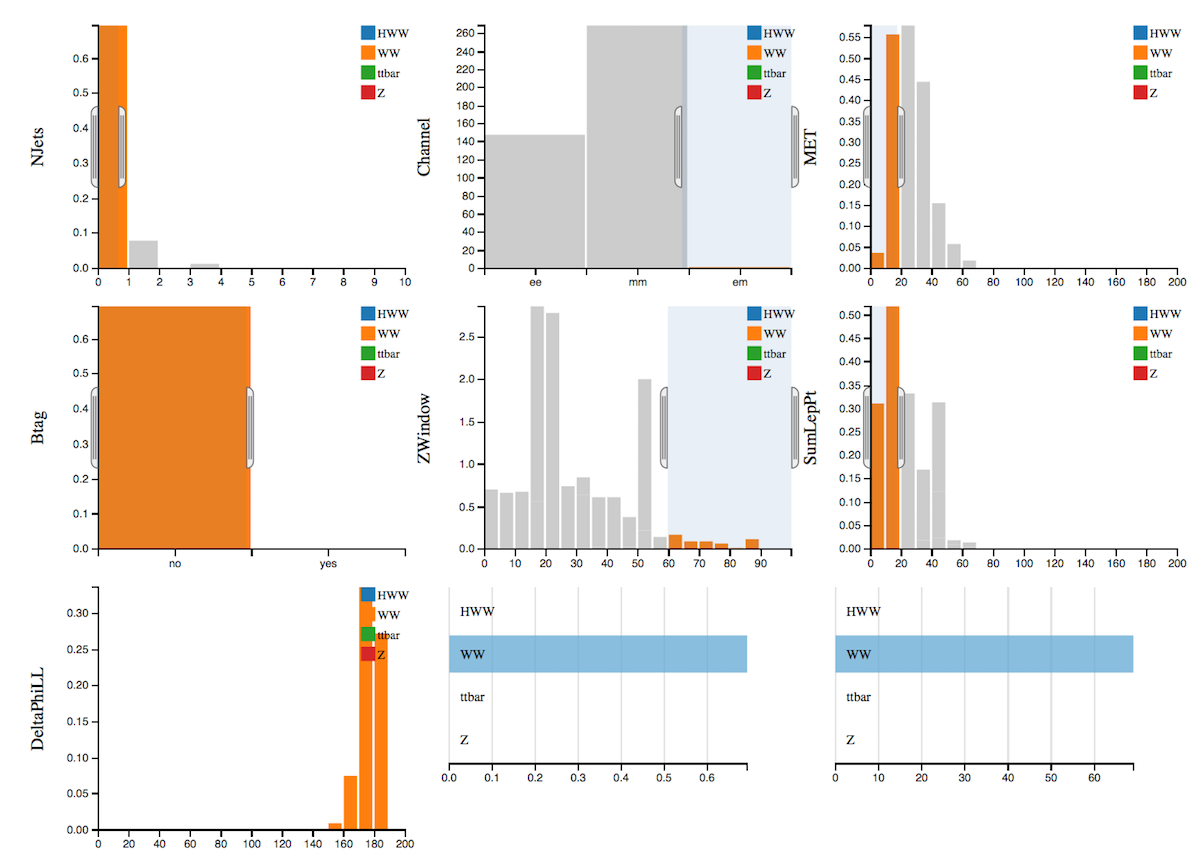 NJets
0.6
0.5
0.4
0.3
0.2
0.1
0.0
0 1 2 3 4 5 6 7 8 9 10
HWW
WW
ttbar
Z
Channel
260
240
220
200
180
160
140
120
100
80
60
40
20
0
ee mm em
HWW
WW
ttbar
Z
MET
0.55
0.50
0.45
0.40
0.35
0.30
0.25
0.20
0.15
0.10
0.05
0.00
0 20 40 60 80 100 120 140 160 180 200
HWW
WW
ttbar
Z
Btag
0.6
0.5
0.4
0.3
0.2
0.1
0.0
no yes
HWW
WW
ttbar
Z
ZWindow
2.5
2.0
1.5
1.0
0.5
0.0
0 10 20 30 40 50 60 70 80 90
HWW
WW
ttbar
Z
SumLepPt
0.50
0.45
0.40
0.35
0.30
0.25
0.20
0.15
0.10
0.05
0.00
0 20 40 60 80 100 120 140 160 180 200
HWW
WW
ttbar
Z
DeltaPhiLL
0.30
0.25
0.20
0.15
0.10
0.05
0.00
0 20 40 60 80 100 120 140 160 180 200
HWW
WW
ttbar
Z
HWW
WW
ttbar
Z
0.0 0.1 0.2 0.3 0.4 0.5 0.6
HWW
WW
ttbar
Z
0 10 20 30 40 50 60